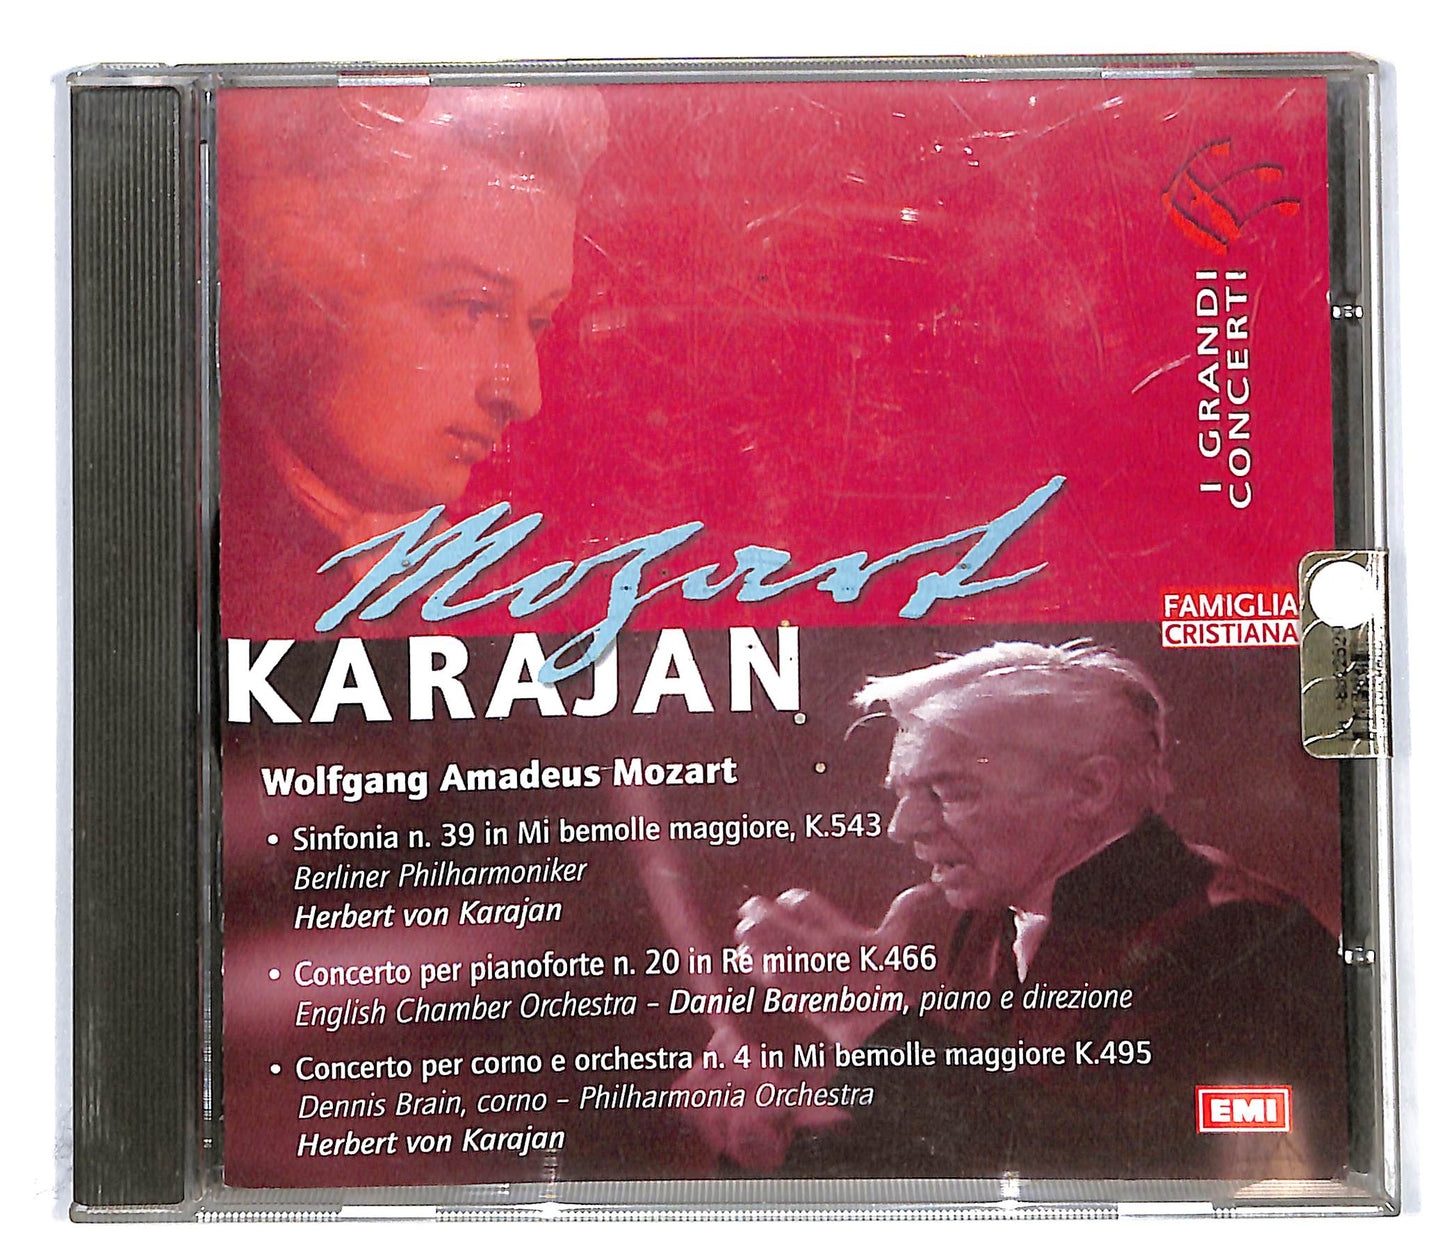 I GRANDI
CONCERTI
Mozart
FAMIGLIA
CRISTIANA
KARAJAN
Wolfgang Amadeus Mozart
• Sinfonia n. 39 in Mi bemolle maggiore, K.543
Berliner Philharmoniker
Herbert von Karajan
• Concerto per pianoforte n. 20 in Re minore K.466
English Chamber Orchestra – Daniel Barenboim, piano e direzione
• Concerto per corno e orchestra n. 4 in Mi bemolle maggiore K.495
Dennis Brain, corno – Philharmonia Orchestra
Herbert von Karajan
EMI